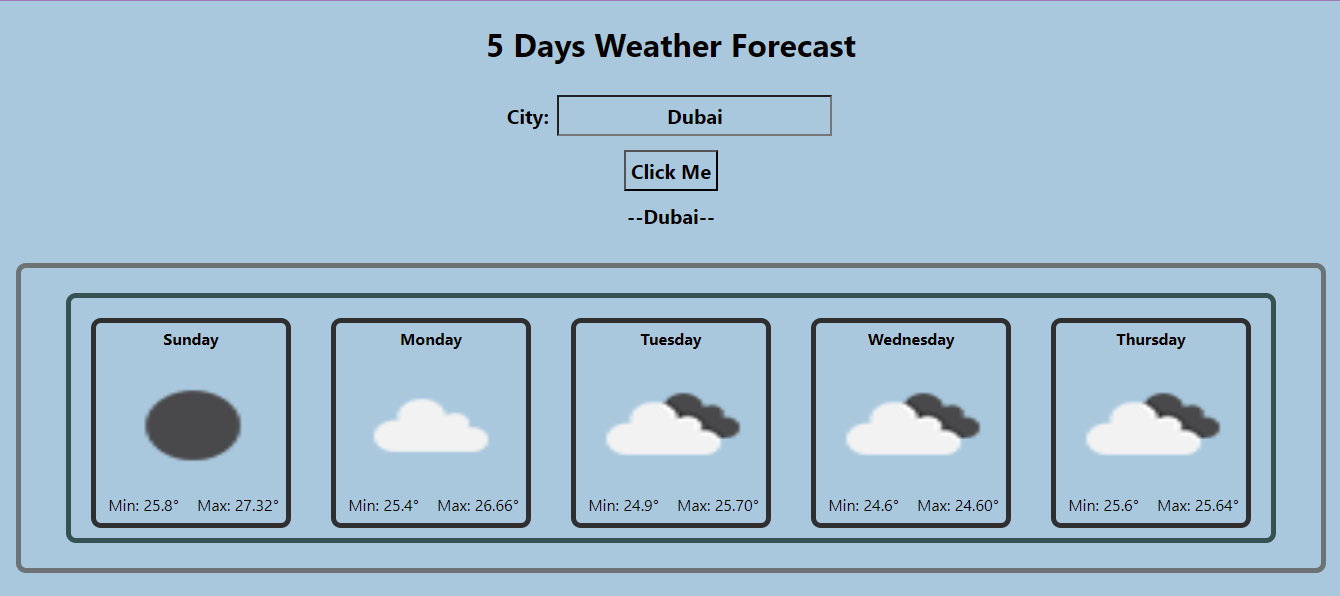 5 Days Weather Forecast
City: Dubai
Click Me
--Dubai--
Sunday
Min: 25.8° Max: 27.32°
Monday
Min: 25.4° Max: 26.66°
Tuesday
Min: 24.9° Max: 25.70°
Wednesday
Min: 24.6° Max: 24.60°
Thursday
Min: 25.6° Max: 25.64°